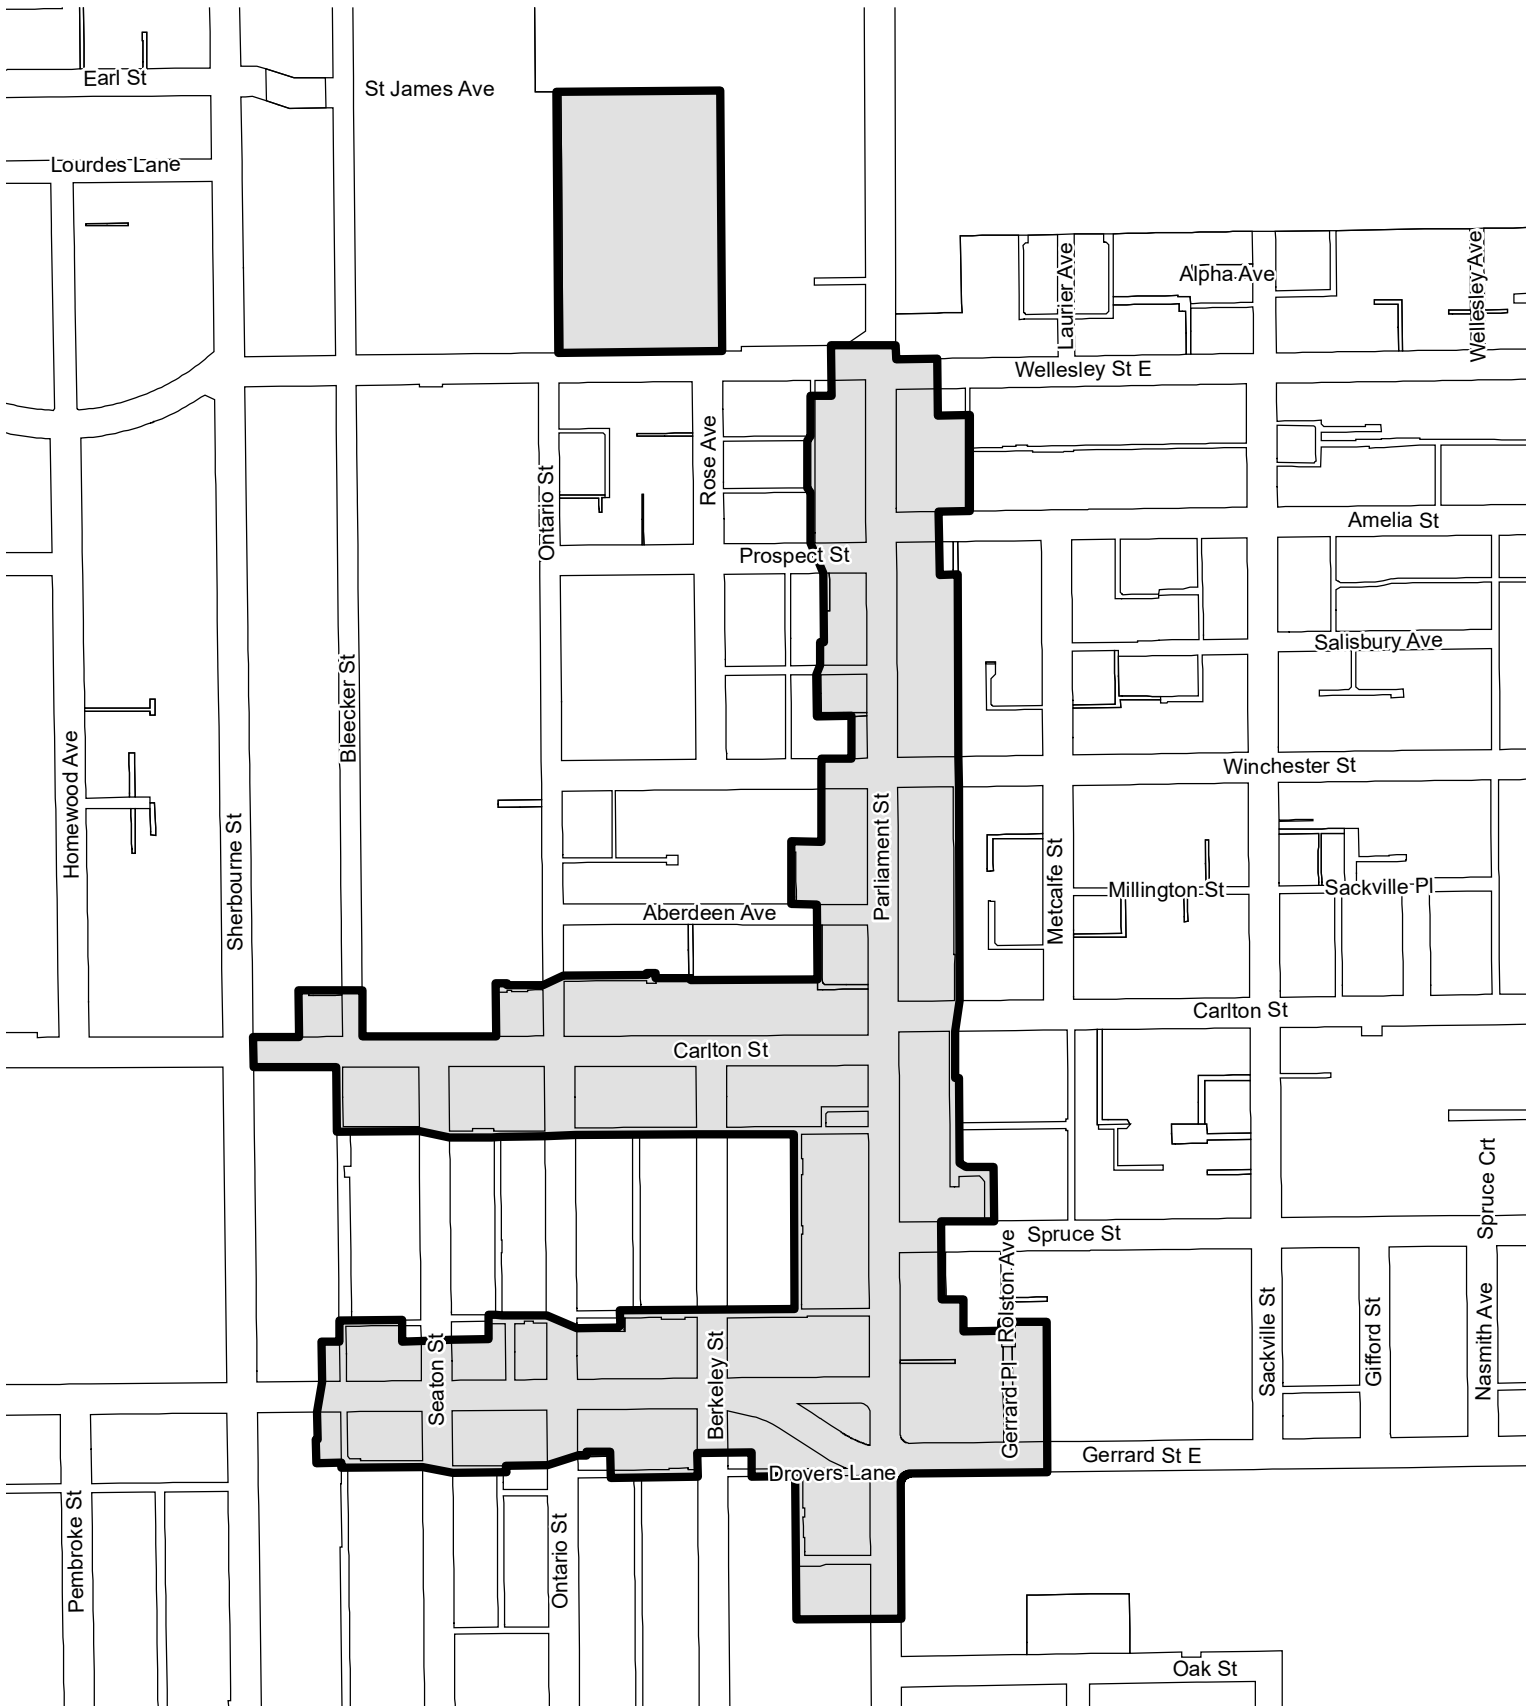 Earl St
St James Ave
Lourdes Lane
Laurier Ave
Alpha Ave
Wellesley Ave
Wellesley St E
Rose Ave
Ontario St
Amelia St
Prospect St
Salisbury Ave
Bleecker St
Homewood Ave
Winchester St
Sherbourne St
Parliament St
Metcalfe St
Millington St
Sackville Pl
Aberdeen Ave
Carlton St
Carlton St
Spruce Crt
Spruce St
Rolston Ave
Sackville St
Gifford St
Nasmith Ave
Seaton St
Berkeley St
Gerrard Pl
Gerrard St E
Drovers Lane
Pembroke St
Ontario St
Oak St